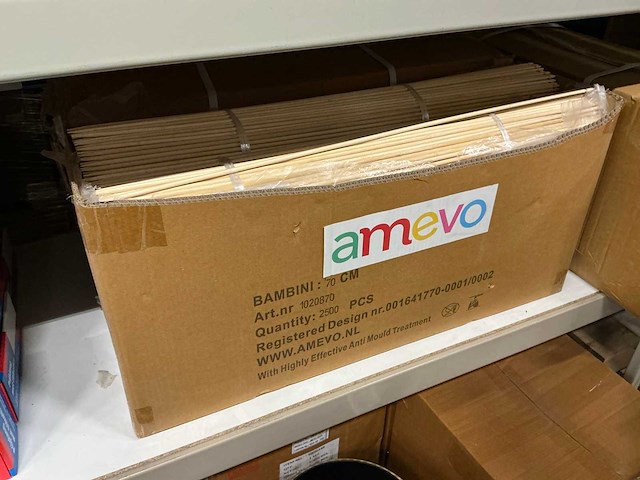 amevo
BAMBINI : 70 CM
Art.nr 1020870
Quantity: 2500 PCS
Registered Design nr.001641770-0001/0002
WWW.AMEVO.NL
With Highly Effective Anti Mould Treatment